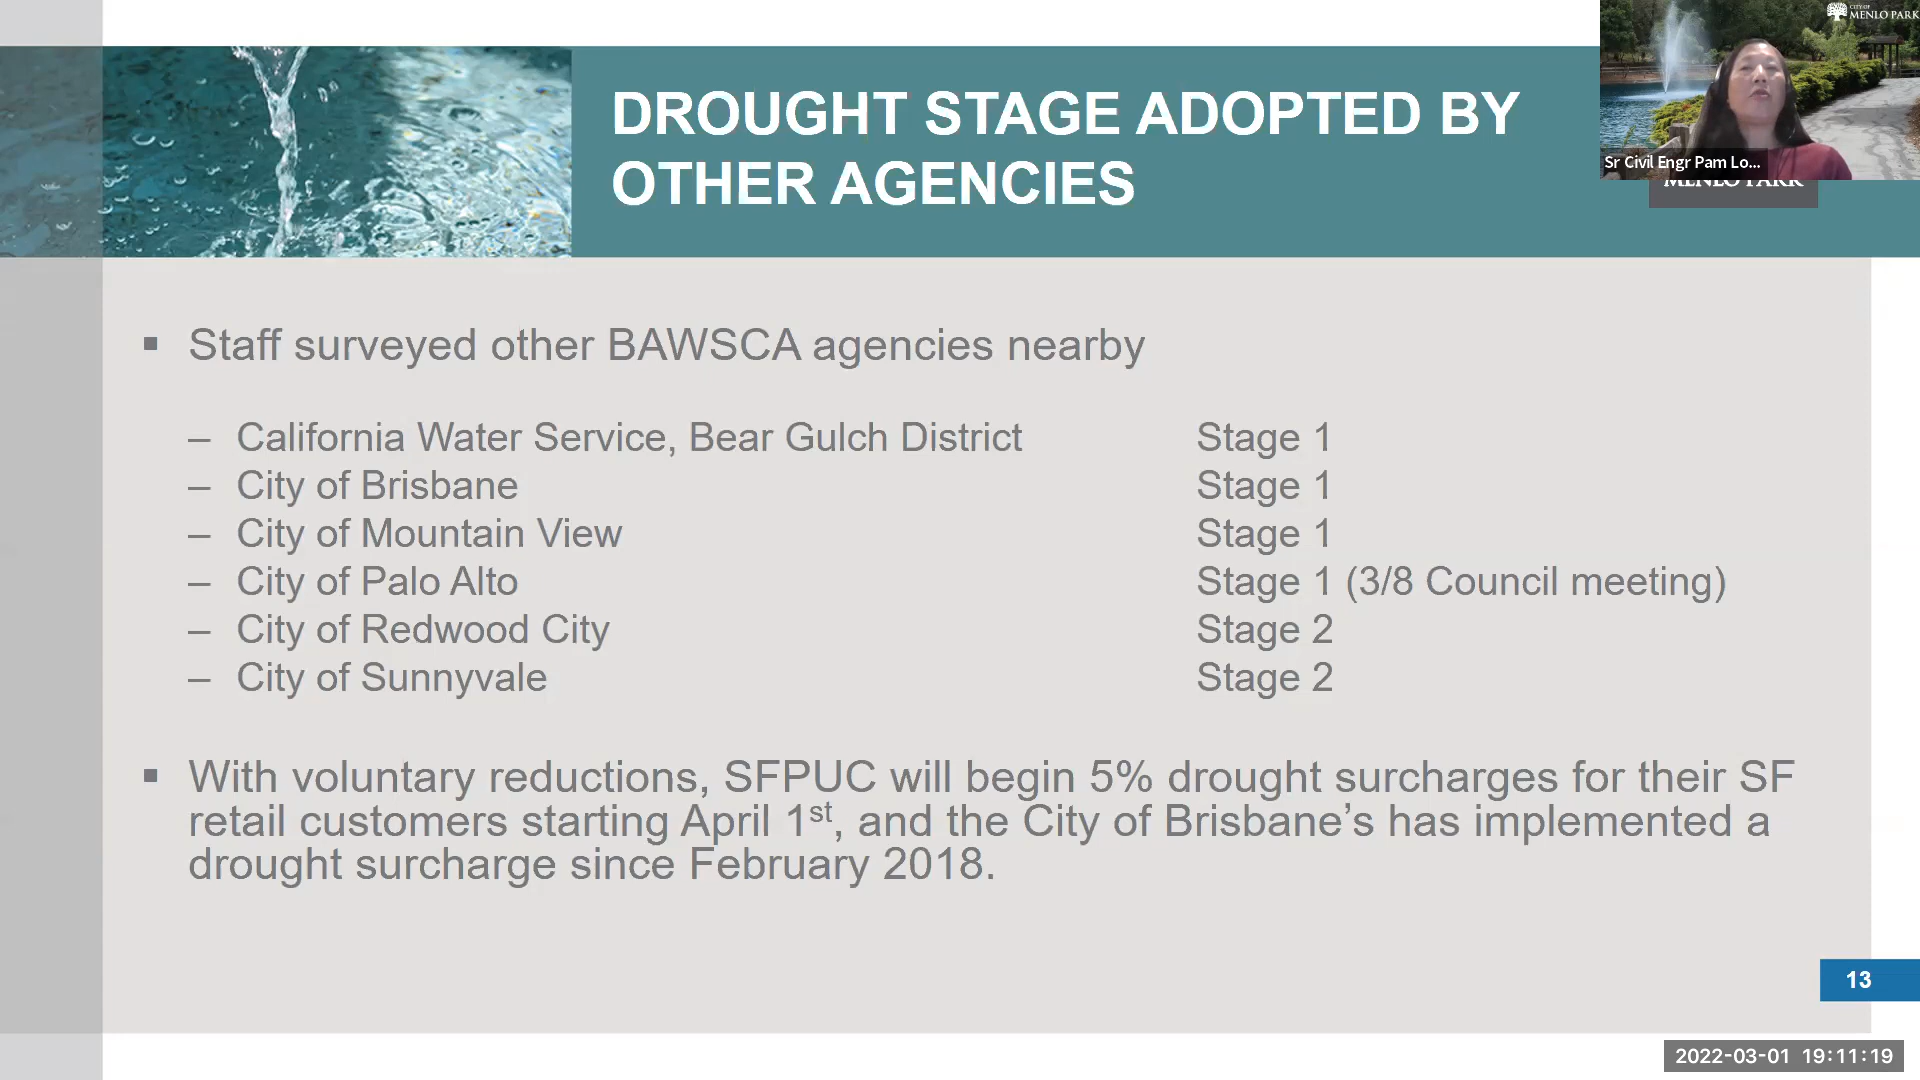 CITY OF
MENLO PARK
DROUGHT STAGE ADOPTED BY
OTHER AGENCIES
Sr Civil Engr Pam Lo...
MENLO PARK
▪ Staff surveyed other BAWSCA agencies nearby
– California Water Service, Bear Gulch District Stage 1
– City of Brisbane Stage 1
– City of Mountain View Stage 1
– City of Palo Alto Stage 1 (3/8 Council meeting)
– City of Redwood City Stage 2
– City of Sunnyvale Stage 2
▪ With voluntary reductions, SFPUC will begin 5% drought surcharges for their SF
retail customers starting April 1st, and the City of Brisbane’s has implemented a
drought surcharge since February 2018.
13
2022-03-01 19:11:19